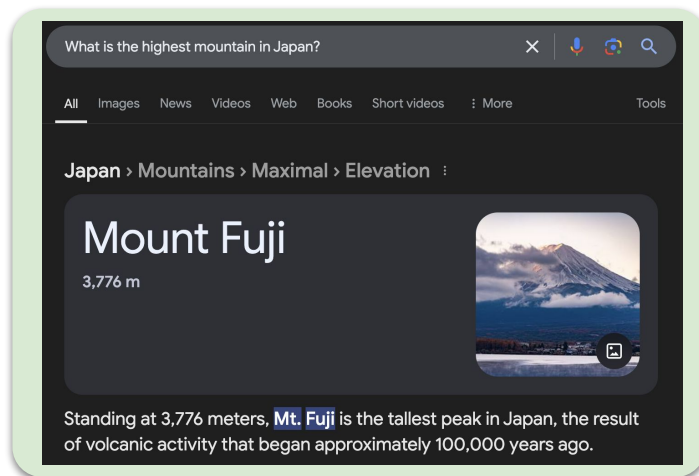 What is the highest mountain in Japan?
All Images News Videos Web Books Short videos More Tools
Japan › Mountains › Maximal › Elevation
Mount Fuji
3,776 m
Standing at 3,776 meters, Mt. Fuji is the tallest peak in Japan, the result
of volcanic activity that began approximately 100,000 years ago.